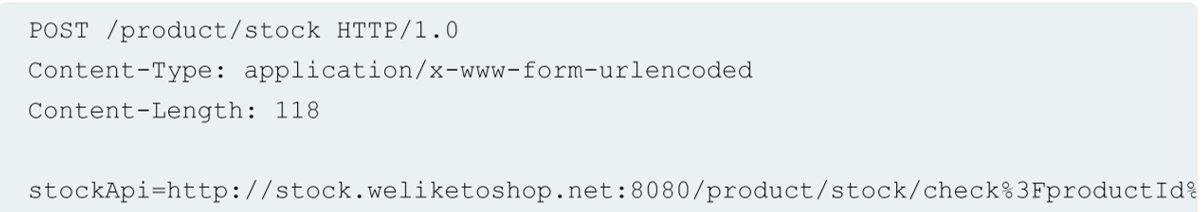 POST /product/stock HTTP/1.0
Content-Type: application/x-www-form-urlencoded
Content-Length: 118
stockApi=http://stock.weliketoshop.net:8080/product/stock/check%3FproductId%